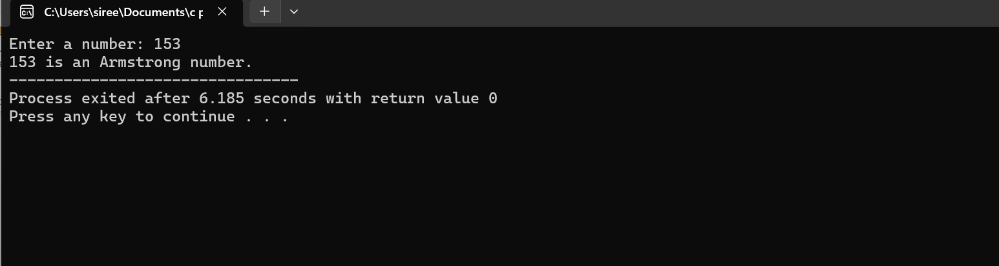 C:\Users\siree\Documents\c p
Enter a number: 153
153 is an Armstrong number.
--------------------------------
Process exited after 6.185 seconds with return value 0
Press any key to continue . . .